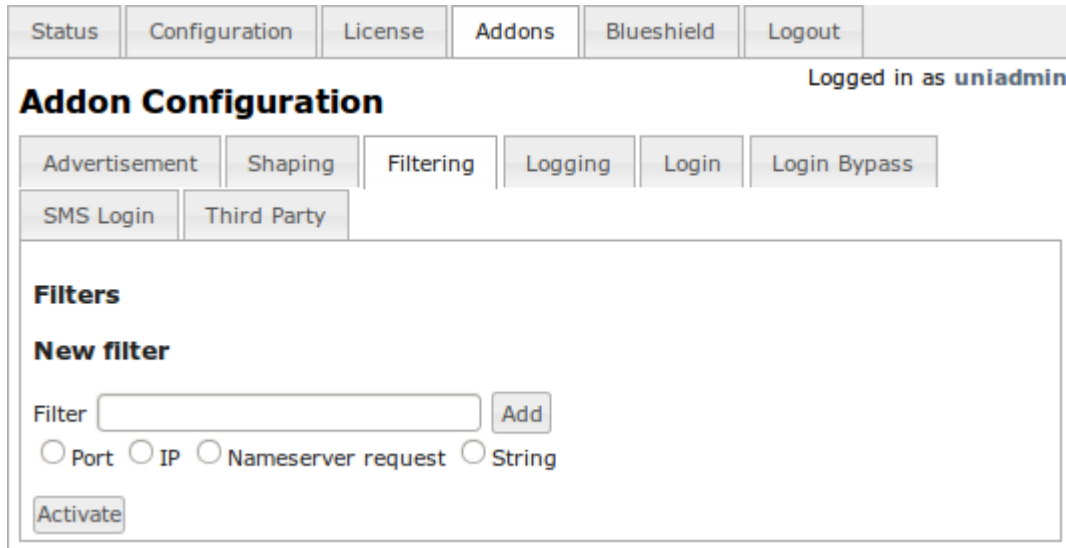 Status Configuration License Addons Blueshield Logout
Logged in as uniadmin
Addon Configuration
Advertisement Shaping Filtering Logging Login Login Bypass
SMS Login Third Party
Filters
New filter
Filter Add
Port IP Nameserver request String
Activate